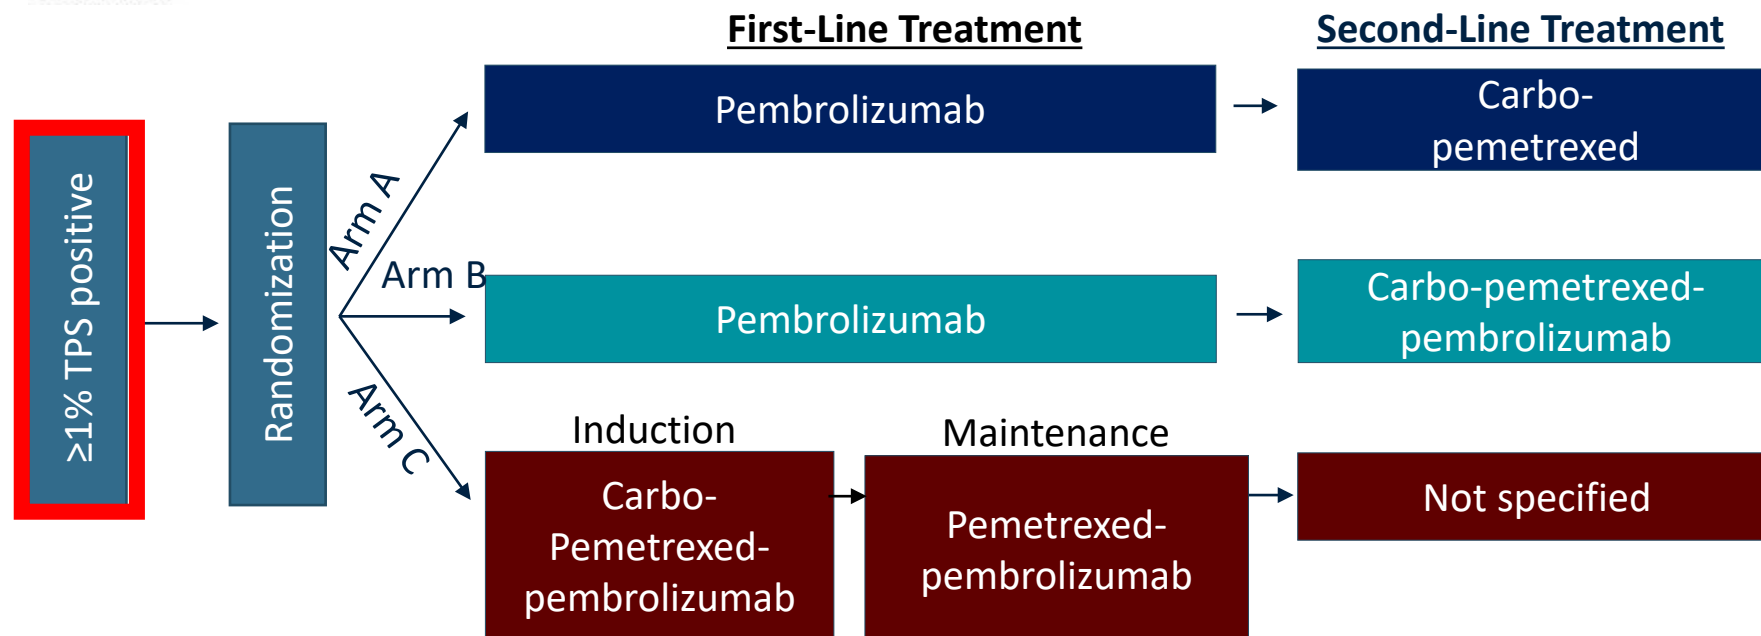 First-Line Treatment
Second-Line Treatment
≥1% TPS positive
Randomization
Arm A
Pembrolizumab
Carbo-
pemetrexed
Arm B
Pembrolizumab
Carbo-pemetrexed-
pembrolizumab
Arm C
Induction
Carbo-
Pemetrexed-
pembrolizumab
Maintenance
Pemetrexed-
pembrolizumab
Not specified